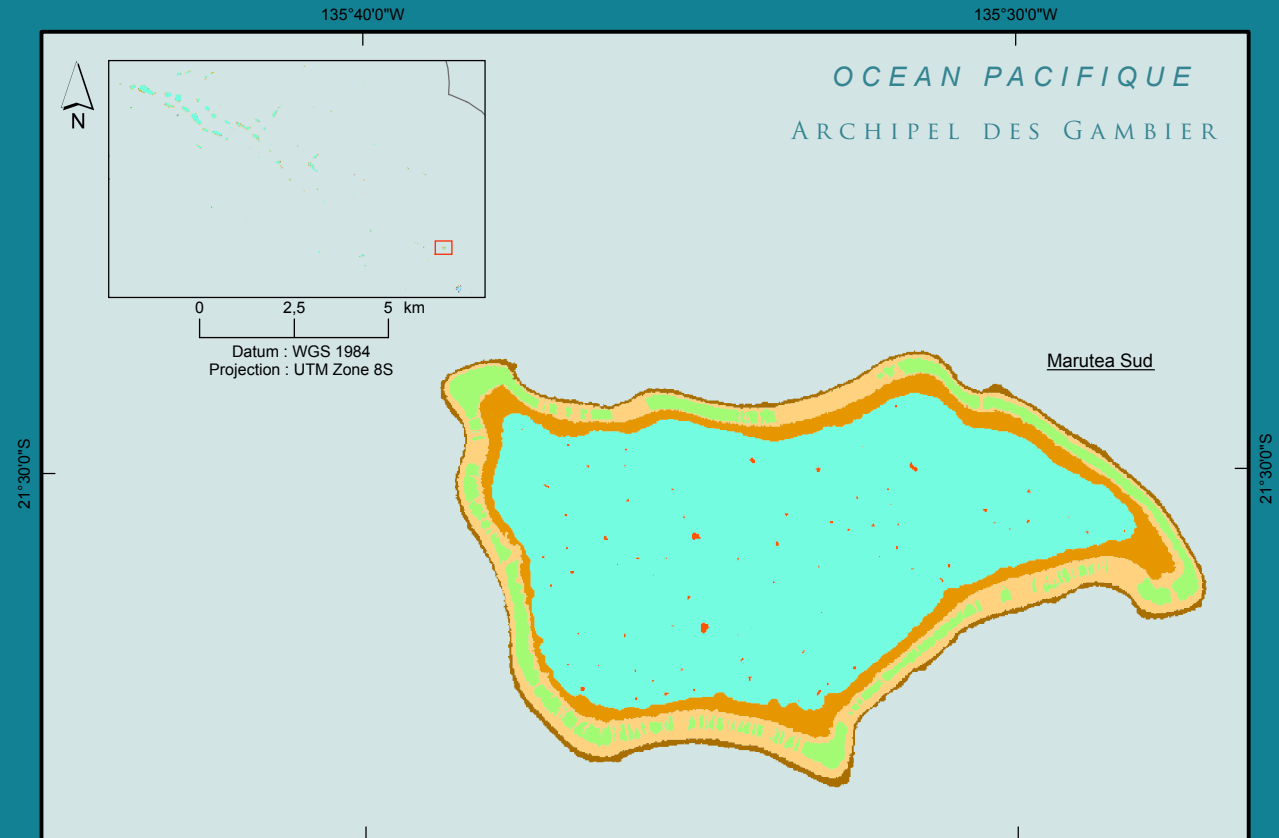 135°40'0"W
135°30'0"W
OCEAN PACIFIQUE
ARCHIPEL DES GAMBIER
N
0 2,5 5 km
Datum : WGS 1984
Projection : UTM Zone 8S
Marutea Sud
21°30'0"S
21°30'0"S